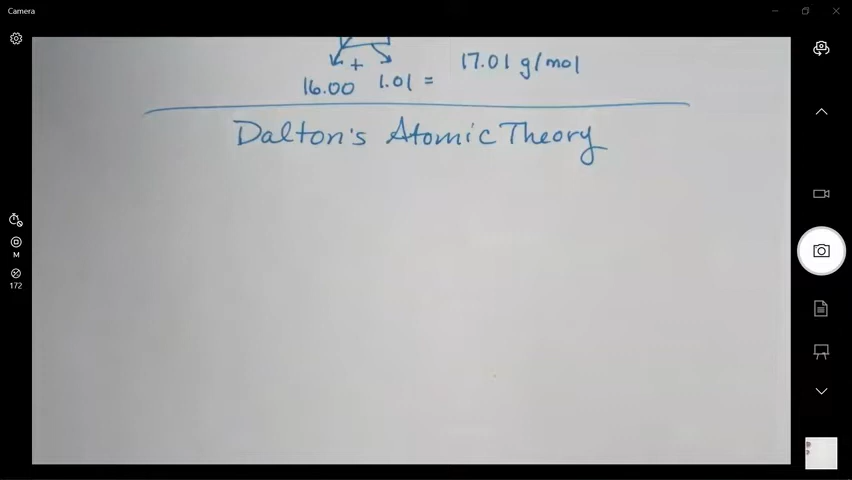 Camera
+
16.00 1.01 = 17.01 g/mol
Dalton's Atomic Theory
M
172